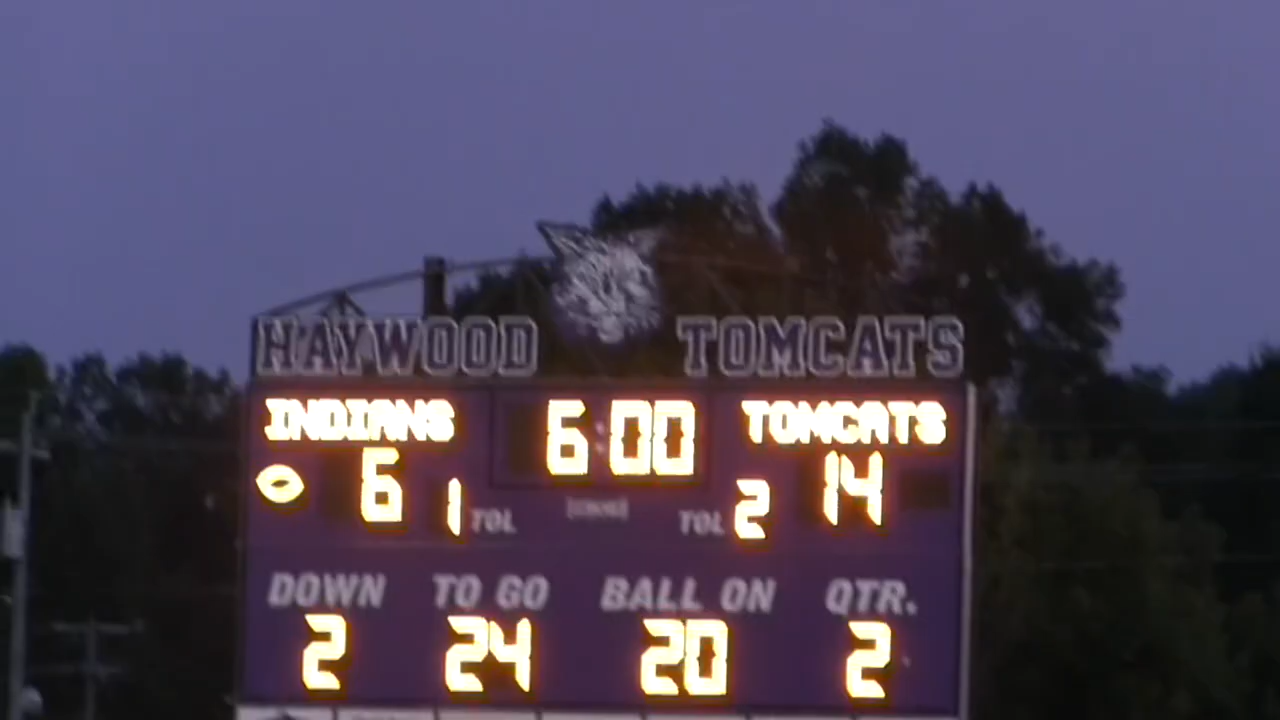 HAYWOOD TOMCATS
INDIANS 6:00 TOMCATS
6 1 TOL TOL 2 14
DOWN TO GO BALL ON QTR.
2 24 20 2